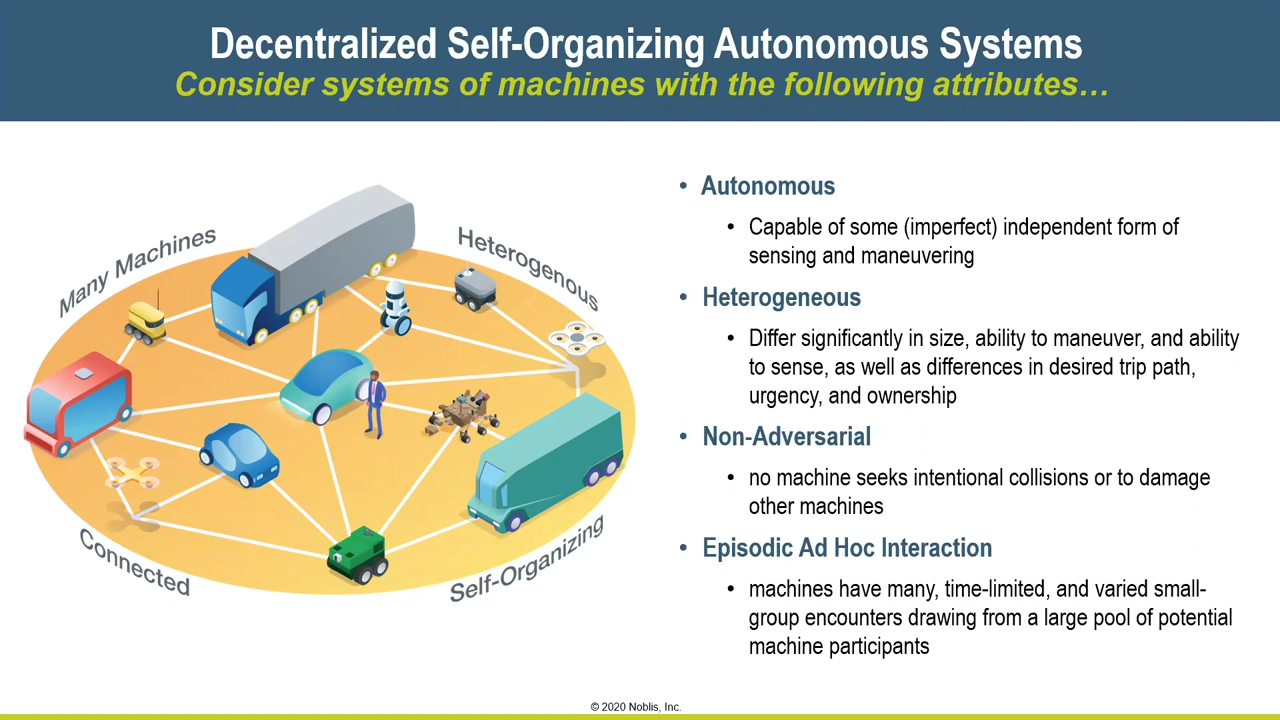 Decentralized Self-Organizing Autonomous Systems
Consider systems of machines with the following attributes…
Many Machines
Heterogenous
Connected
Self-Organizing
• Autonomous
• Capable of some (imperfect) independent form of
sensing and maneuvering
• Heterogeneous
• Differ significantly in size, ability to maneuver, and ability
to sense, as well as differences in desired trip path,
urgency, and ownership
• Non-Adversarial
• no machine seeks intentional collisions or to damage
other machines
• Episodic Ad Hoc Interaction
• machines have many, time-limited, and varied small-
group encounters drawing from a large pool of potential
machine participants
© 2020 Noblis, Inc.